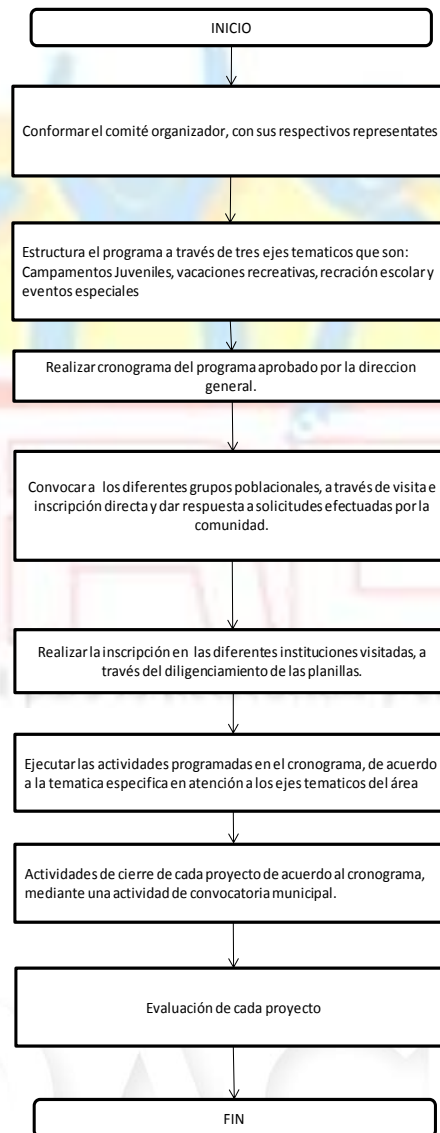 INICIO
Conformar el comité organizador, con sus respectivos representates
Estructura el programa a través de tres ejes tematicos que son:
Campamentos Juveniles, vacaciones recreativas, recración escolar y
eventos especiales
Realizar cronograma del programa aprobado por la direccion
general.
Convocar a los diferentes grupos poblacionales, a través de visita e
inscripción directa y dar respuesta a solicitudes efectuadas por la
comunidad.
Realizar la inscripción en las diferentes instituciones visitadas, a
través del diligenciamiento de las planillas.
Ejecutar las actividades programadas en el cronograma, de acuerdo
a la tematica especifica en atención a los ejes tematicos del área
Actividades de cierre de cada proyecto de acuerdo al cronograma,
mediante una actividad de convocatoria municipal.
Evaluación de cada proyecto
FIN